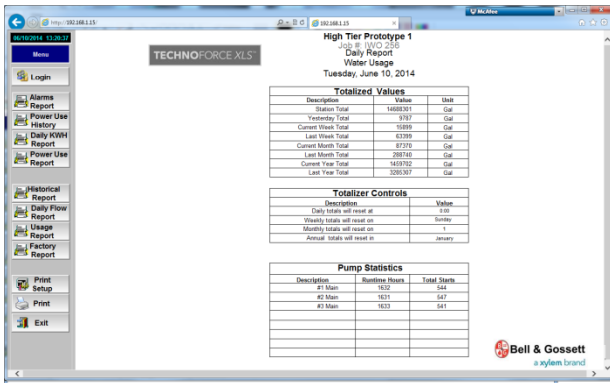 McAfee
http://192.168.1.15/
192.168.1.15
06/10/2014 13:20:37
Menu
Login
Alarms Report
Power Use History
Daily KWH Report
Power Use Report
Historical Report
Daily Flow Report
Usage Report
Factory Report
Print Setup
Print
Exit
TECHNOFORCE XLS
High Tier Prototype 1
Job #: IWO 256
Daily Report
Water Usage
Tuesday, June 10, 2014
Totalized Values
Description Value Unit
Station Total 14688301 Gal
Yesterday Total 9787 Gal
Current Week Total 15899 Gal
Last Week Total 63399 Gal
Current Month Total 87370 Gal
Last Month Total 288740 Gal
Current Year Total 1459702 Gal
Last Year Total 3285307 Gal
Totalizer Controls
Description Value
Daily totals will reset at 0:00
Weekly totals will reset on Sunday
Monthly totals will reset on 1
Annual totals will reset in January
Pump Statistics
Description Runtime Hours Total Starts
#1 Main 1632 544
#2 Main 1631 547
#3 Main 1633 541
Bell & Gossett
a xylem brand